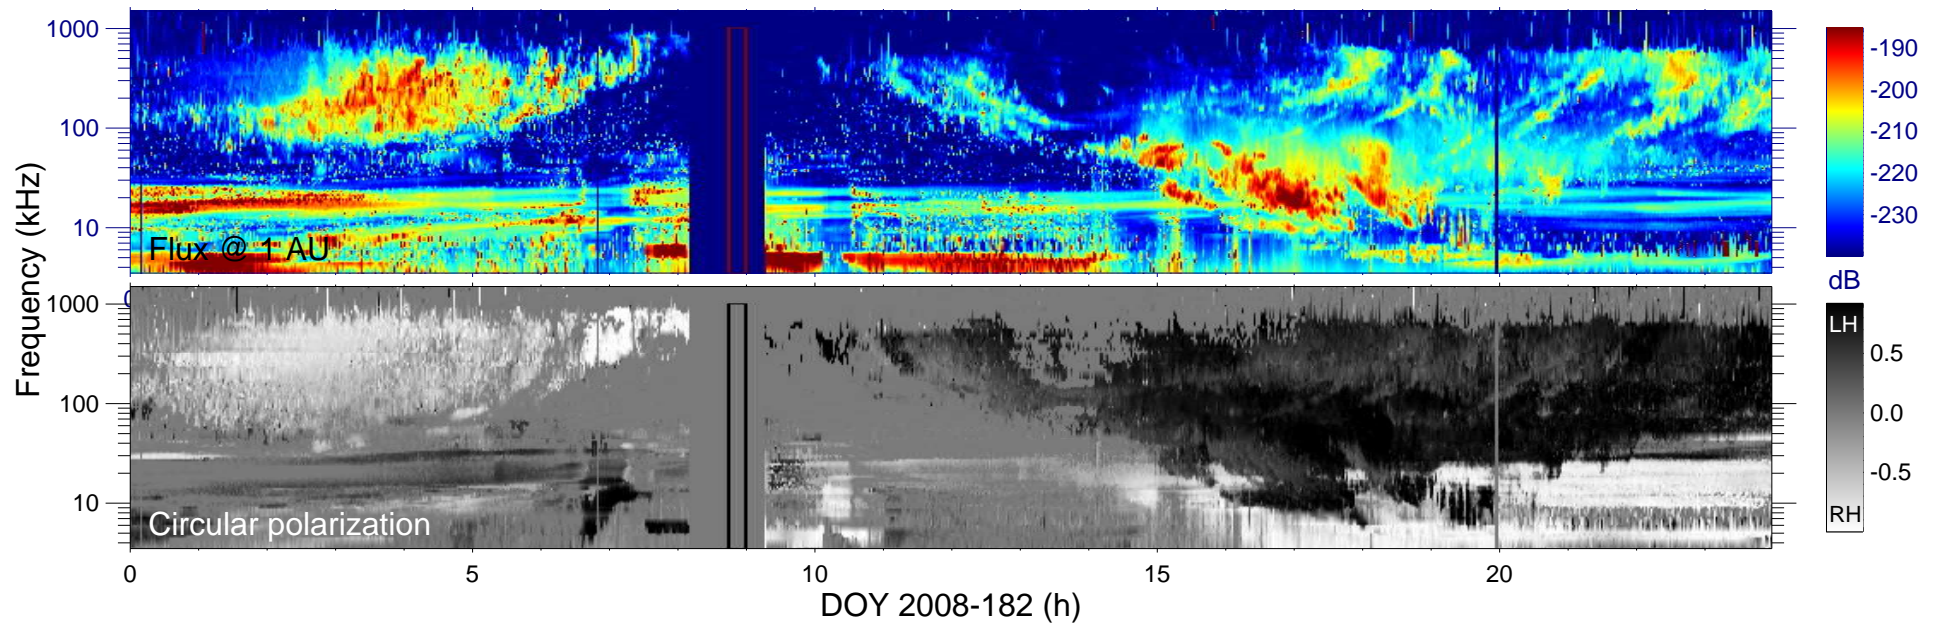 1000
100
10
Flux @ 1 AU
-190
-200
-210
-220
-230
dB
Frequency (kHz)
0
1000
100
10
Circular polarization
LH
0.5
0.0
-0.5
RH
0 5 10 15 20
DOY 2008-182 (h)